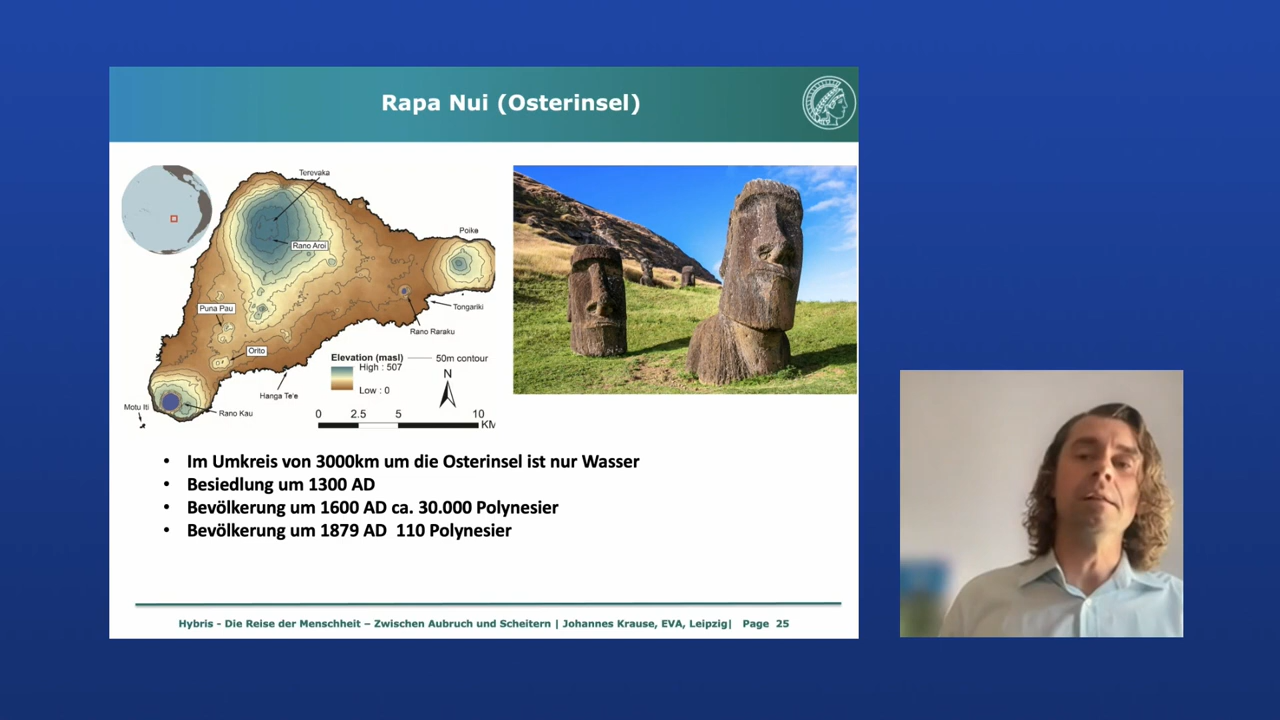 Rapa Nui (Osterinsel)
Terevaka
Rano Aroi
Poike
Puna Pau
Tongariki
Rano Raraku
Orito
Elevation (masl)
50m contour
High : 507
Low : 0
N
Hanga Te'e
Motu Iti
Rano Kau
0 2.5 5 10
KM
• Im Umkreis von 3000km um die Osterinsel ist nur Wasser
• Besiedlung um 1300 AD
• Bevölkerung um 1600 AD ca. 30.000 Polynesier
• Bevölkerung um 1879 AD 110 Polynesier
Hybris - Die Reise der Menschheit – Zwischen Aubruch und Scheitern | Johannes Krause, EVA, Leipzig| Page 25